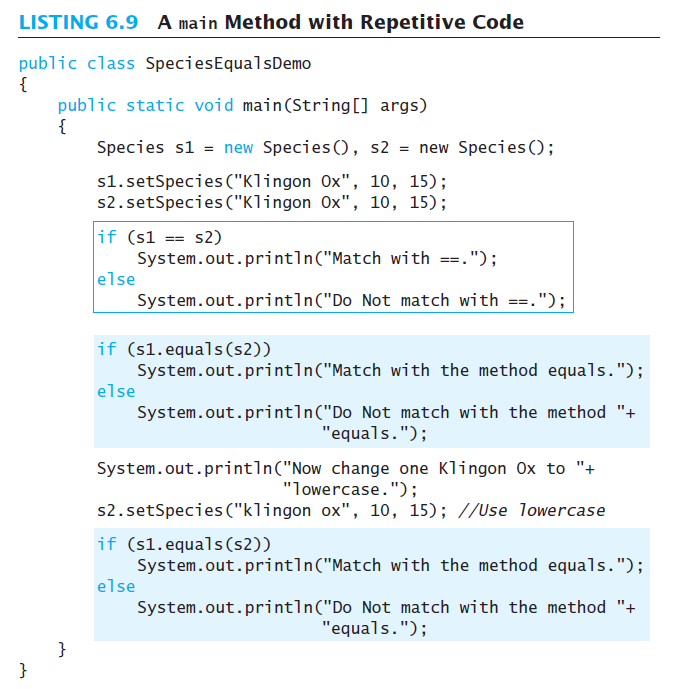 LISTING 6.9 A main Method with Repetitive Code
public class SpeciesEqualsDemo
{
    public static void main(String[] args)
    {
        Species s1 = new Species(), s2 = new Species();
        s1.setSpecies("Klingon Ox", 10, 15);
        s2.setSpecies("Klingon Ox", 10, 15);
        if (s1 == s2)
            System.out.println("Match with ==.");
        else
            System.out.println("Do Not match with ==.");
        if (s1.equals(s2))
            System.out.println("Match with the method equals.");
        else
            System.out.println("Do Not match with the method "+
                               "equals.");
        System.out.println("Now change one Klingon Ox to "+
                           "lowercase.");
        s2.setSpecies("klingon ox", 10, 15); //Use lowercase
        if (s1.equals(s2))
            System.out.println("Match with the method equals.");
        else
            System.out.println("Do Not match with the method "+
                               "equals.");
    }
}